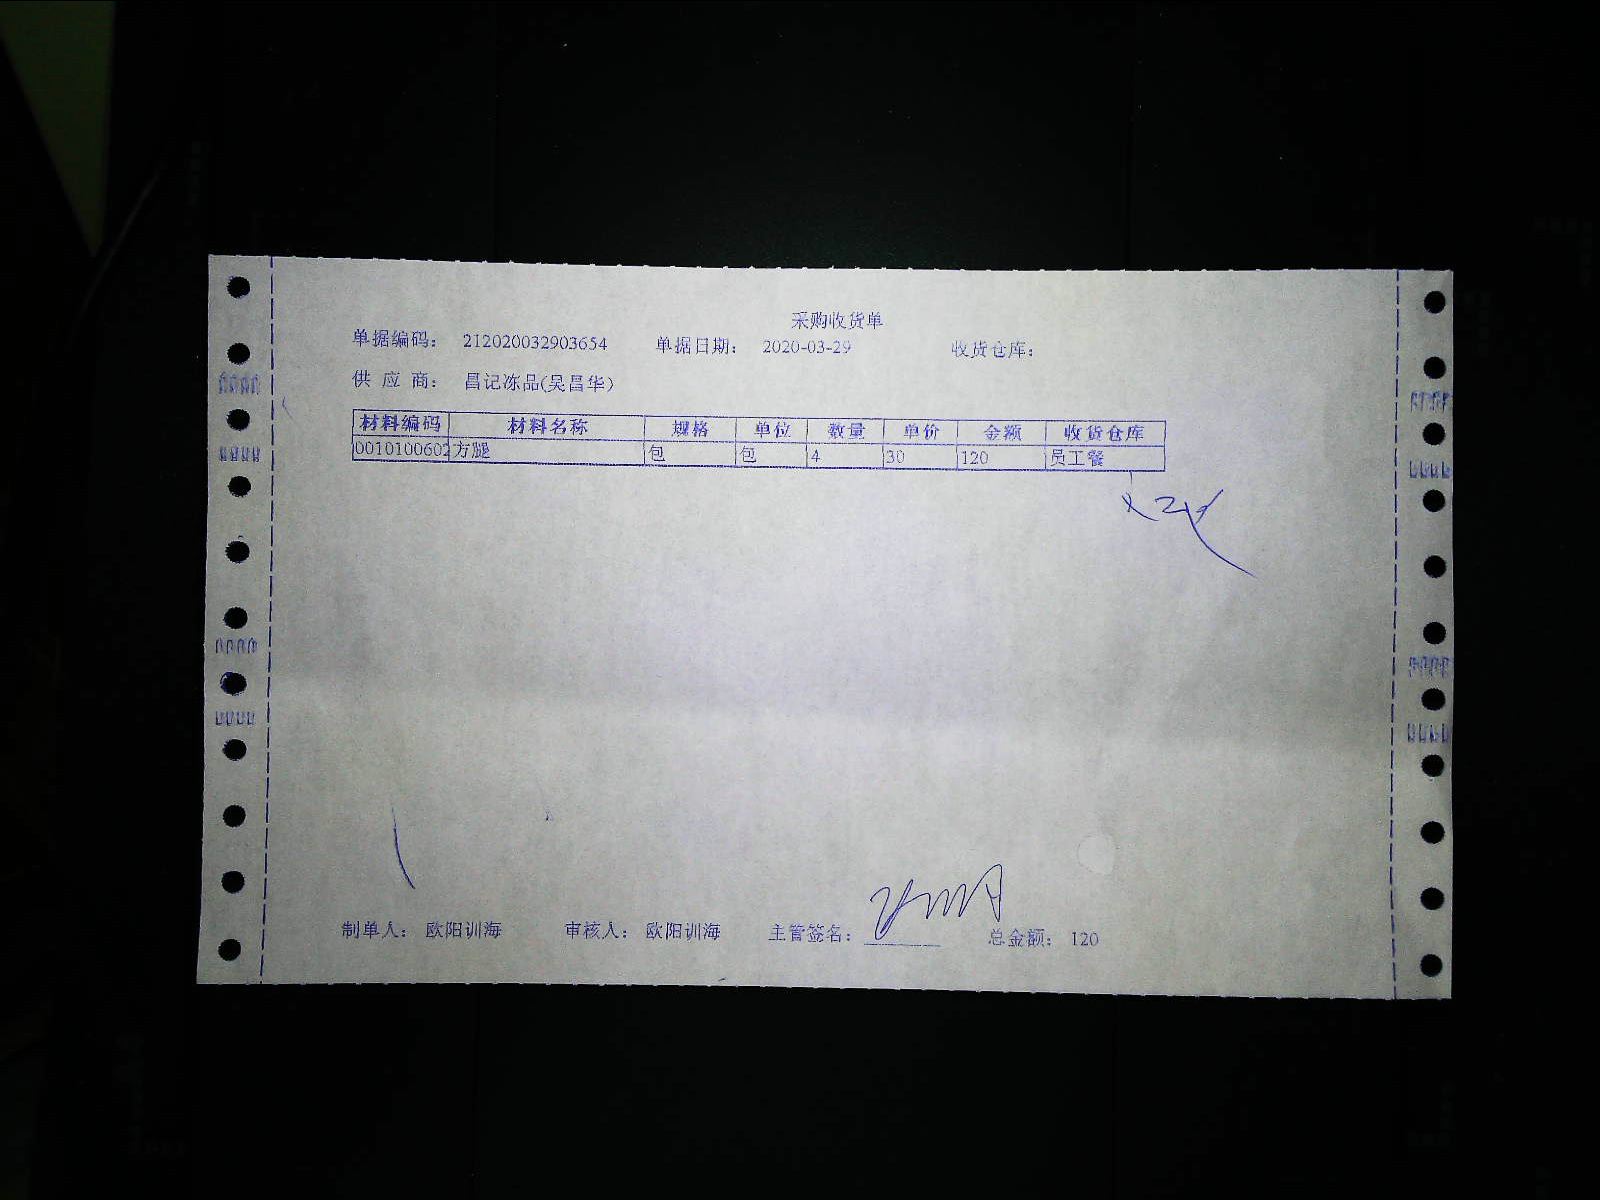 采购收货单
单据编码： 212020032903654 单据日期： 2020-03-29 收货仓库：
供 应 商： 昌记冻品(吴昌华)
材料编码 材料名称 规格 单位 数量 单价 金额 收货仓库
0010100602 方腿 包 包 4 30 120 员工餐
制单人： 欧阳训海 审核人： 欧阳训海 主管签名： 总金额： 120